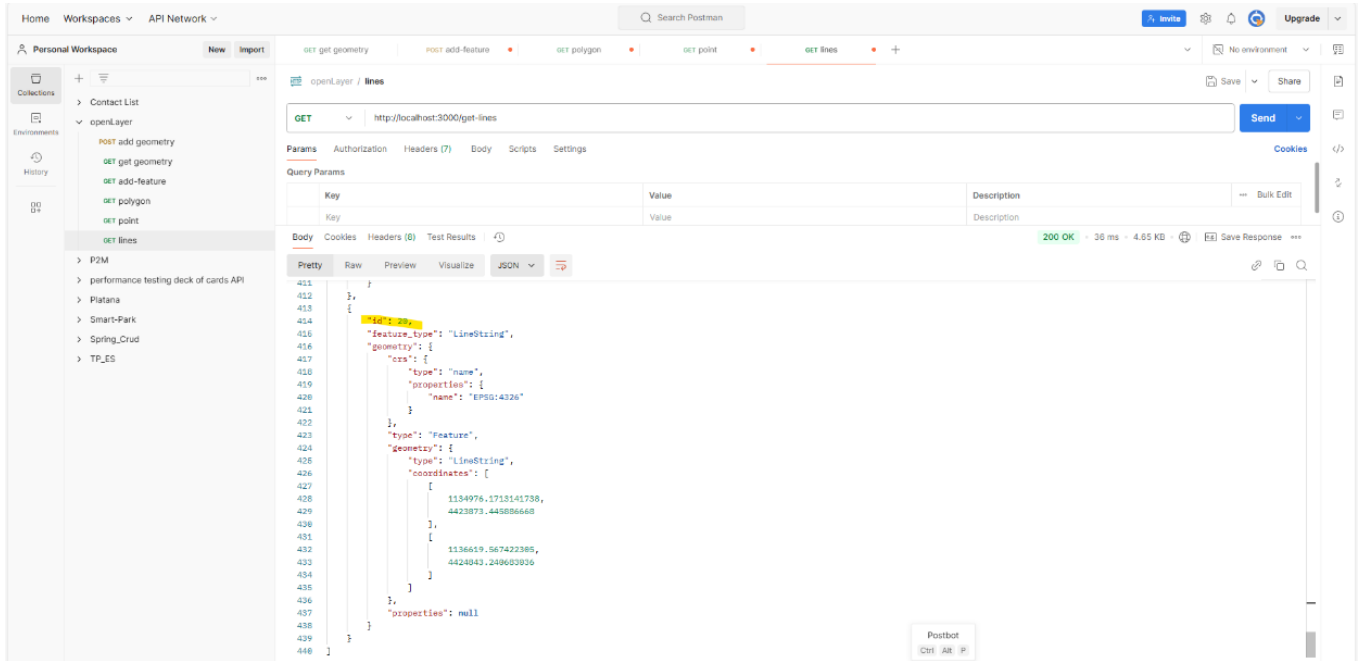 Home Workspaces API Network Search Postman Invite Upgrade
Personal Workspace New Import GET get geometry POST add-feature GET polygon GET point GET lines No environment
Collections
Environments
History
Contact List
openLayer
POST add geometry
GET get geometry
GET add-feature
GET polygon
GET point
GET lines
P2M
performance testing deck of cards API
Platana
Smart-Park
Spring_Crud
TP_ES
openLayer / lines Save Share
GET http://localhost:3000/get-lines Send
Params Authorization Headers (7) Body Scripts Settings Cookies
Query Params
Key Value Description Bulk Edit
Key Value Description
Body Cookies Headers (8) Test Results 200 OK 36 ms 4.65 KB Save Response
Pretty Raw Preview Visualize JSON
411 }
412 },
413 {
414 "id": 20,
415 "feature_type": "LineString",
416 "geometry": {
417 "crs": {
418 "type": "name",
419 "properties": {
420 "name": "EPSG:4326"
421 }
422 },
423 "type": "Feature",
424 "geometry": {
425 "type": "LineString",
426 "coordinates": [
427 [
428 1134976.1713141738,
429 4423873.445886668
430 ],
431 [
432 1136619.567422305,
433 4424843.240683036
434 ]
435 ]
436 },
437 "properties": null
438 }
439 }
440 ]
Postbot
Ctrl Alt P